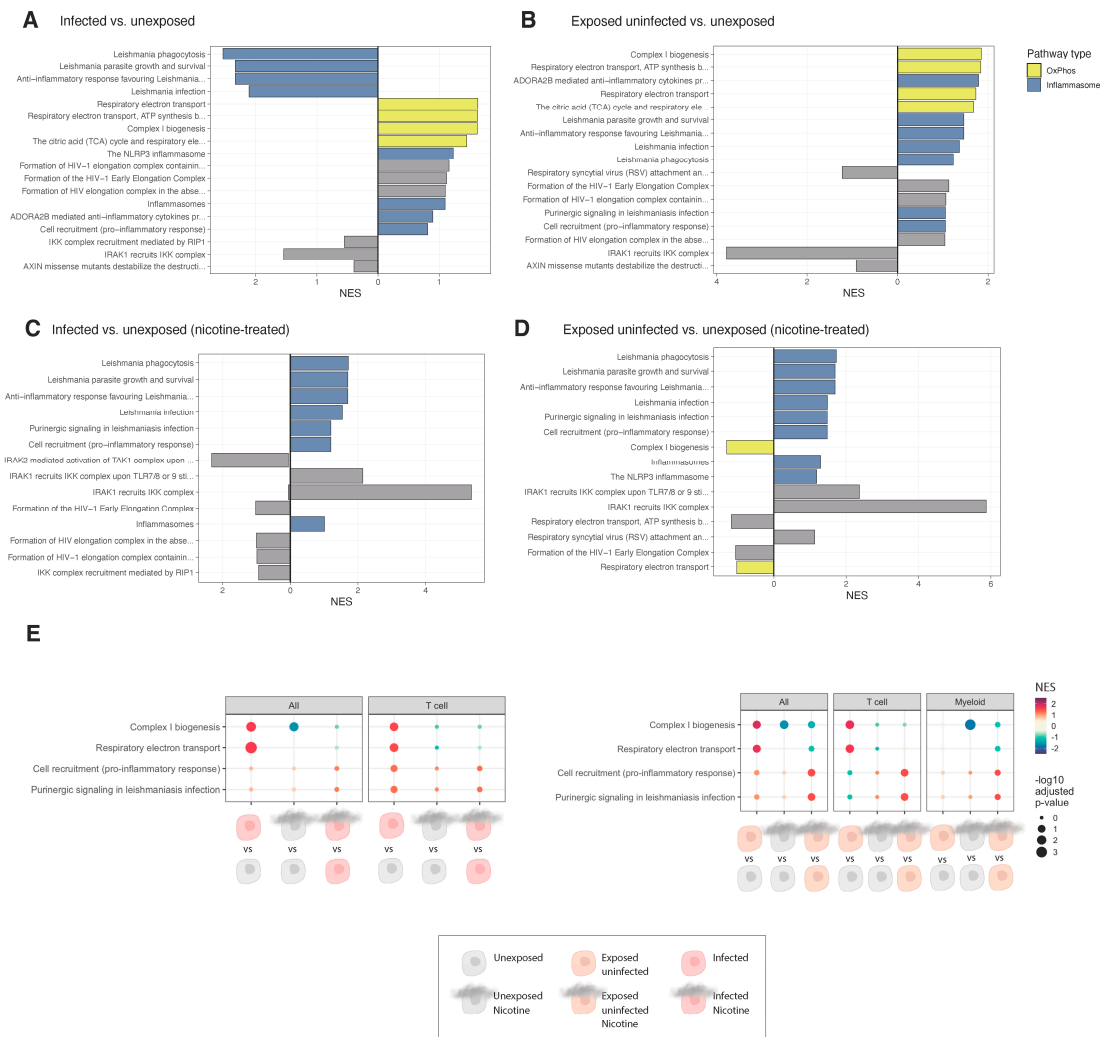 A Infected vs. unexposed
Leishmania phagocytosis
Leishmania parasite growth and survival
Anti−inflammatory response favouring Leishmania...
Leishmania infection
Respiratory electron transport
Respiratory electron transport, ATP synthesis b...
Complex I biogenesis
The citric acid (TCA) cycle and respiratory ele...
The NLRP3 inflammasome
Formation of HIV−1 elongation complex containin...
Formation of the HIV−1 Early Elongation Complex
Formation of HIV elongation complex in the abse...
Inflammasomes
ADORA2B mediated anti−inflammatory cytokines pr...
Cell recruitment (pro−inflammatory response)
IKK complex recruitment mediated by RIP1
IRAK1 recruits IKK complex
AXIN missense mutants destabilize the destructi...
2 1 0 1
NES
B Exposed uninfected vs. unexposed
Complex I biogenesis
Respiratory electron transport, ATP synthesis b...
ADORA2B mediated anti−inflammatory cytokines pr...
Respiratory electron transport
The citric acid (TCA) cycle and respiratory ele...
Leishmania parasite growth and survival
Anti−inflammatory response favouring Leishmania...
Leishmania infection
Leishmania phagocytosis
Respiratory syncytial virus (RSV) attachment an...
Formation of the HIV−1 Early Elongation Complex
Formation of HIV−1 elongation complex containin...
Purinergic signaling in leishmaniasis infection
Cell recruitment (pro−inflammatory response)
Formation of HIV elongation complex in the abse...
IRAK1 recruits IKK complex
AXIN missense mutants destabilize the destructi...
4 2 0 2
NES
Pathway type
OxPhos
Inflammasome
C Infected vs. unexposed (nicotine-treated)
Leishmania phagocytosis
Leishmania parasite growth and survival
Anti−inflammatory response favouring Leishmania...
Leishmania infection
Purinergic signaling in leishmaniasis infection
Cell recruitment (pro−inflammatory response)
IRAK2 mediated activation of TAK1 complex upon ...
IRAK1 recruits IKK complex upon TLR7/8 or 9 sti...
IRAK1 recruits IKK complex
Formation of the HIV−1 Early Elongation Complex
Inflammasomes
Formation of HIV elongation complex in the abse...
Formation of HIV−1 elongation complex containin...
IKK complex recruitment mediated by RIP1
2 0 2 4
NES
D Exposed uninfected vs. unexposed (nicotine-treated)
Leishmania phagocytosis
Leishmania parasite growth and survival
Anti−inflammatory response favouring Leishmania...
Leishmania infection
Purinergic signaling in leishmaniasis infection
Cell recruitment (pro−inflammatory response)
Complex I biogenesis
Inflammasomes
The NLRP3 inflammasome
IRAK1 recruits IKK complex upon TLR7/8 or 9 sti...
IRAK1 recruits IKK complex
Respiratory electron transport, ATP synthesis b...
Respiratory syncytial virus (RSV) attachment an...
Formation of the HIV−1 Early Elongation Complex
Respiratory electron transport
0 2 4 6
NES
E
All T cell
Complex I biogenesis
Respiratory electron transport
Cell recruitment (pro−inflammatory response)
Purinergic signaling in leishmaniasis infection
vs vs vs vs vs vs
All T cell Myeloid
Complex I biogenesis
Respiratory electron transport
Cell recruitment (pro−inflammatory response)
Purinergic signaling in leishmaniasis infection
vs vs vs vs vs vs vs vs vs
NES
2
1
0
-1
-2
-log10
adjusted
p-value
0
1
2
3
Unexposed
Exposed
uninfected
Infected
Unexposed
Nicotine
Exposed
uninfected
Nicotine
Infected
Nicotine